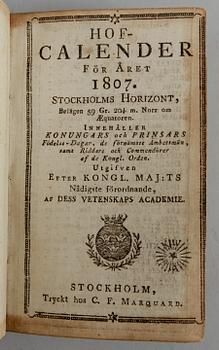 HOF-
CALENDER
FÖR ÅRET
1807.
STOCKHOLMS HORIZONT,
Belägen 59 Gr. 20¼ m. Norr om
Æquatoren.
INNEHÅLLER
KONUNGARS och PRINSARS
Födelse-Dagar, de förnämste Ämbetsmän,
samt Riddare och Commendörer
af de Kongl. Orden.
Utgifven
EFTER KONGL. MAJ:TS
Nådigste förordnande,
AF DESS VETENSKAPS ACADEMIE.
STOCKHOLM,
Tryckt hos C. F. MARQUARD.